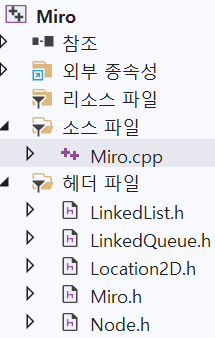 Miro
참조
외부 종속성
리소스 파일
소스 파일
Miro.cpp
헤더 파일
LinkedList.h
LinkedQueue.h
Location2D.h
Miro.h
Node.h